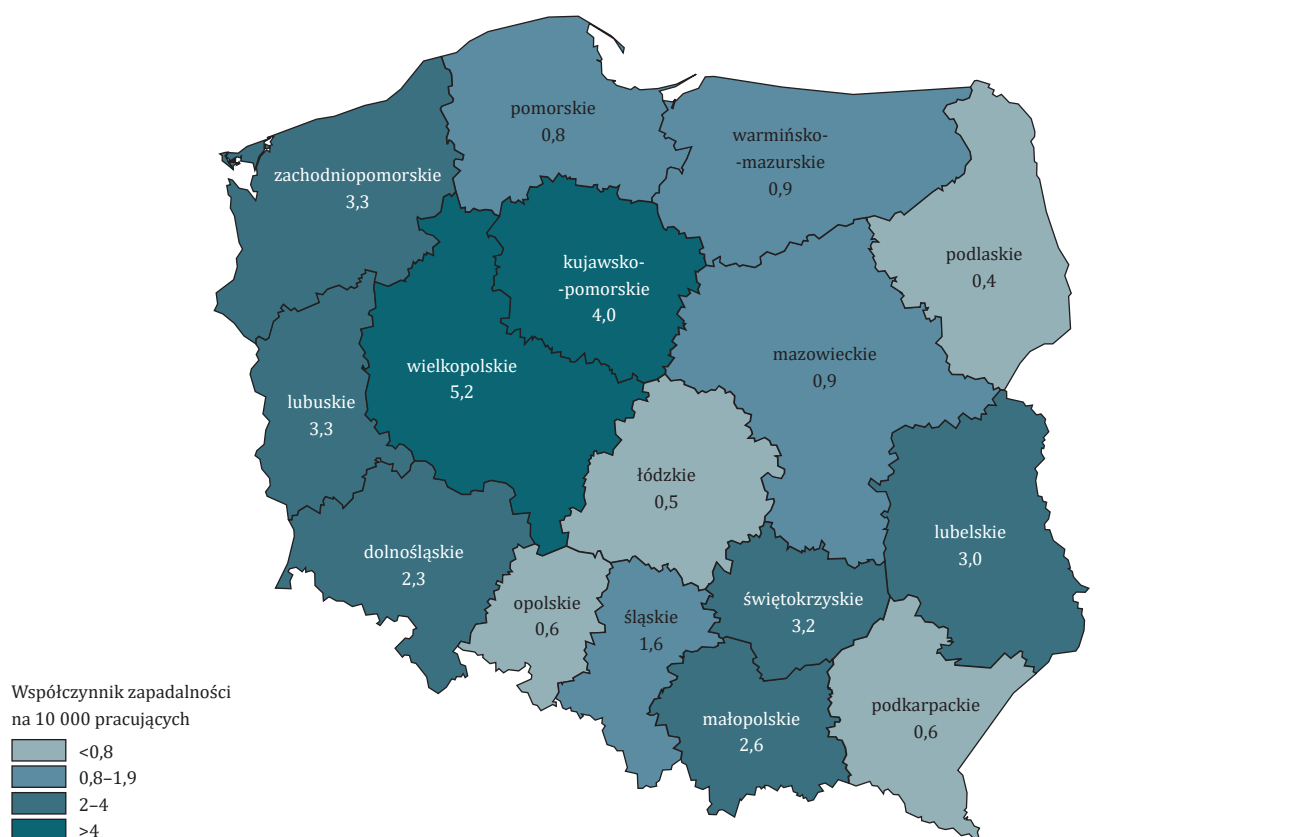 pomorskie
0,8
warmińsko-
-mazurskie
0,9
zachodniopomorskie
3,3
podlaskie
0,4
kujawsko-
-pomorskie
4,0
mazowieckie
0,9
wielkopolskie
5,2
lubuskie
3,3
łódzkie
0,5
lubelskie
3,0
dolnośląskie
2,3
opolskie
0,6
śląskie
1,6
świętokrzyskie
3,2
małopolskie
2,6
podkarpackie
0,6
Współczynnik zapadalności
na 10 000 pracujących
<0,8
0,8–1,9
2–4
>4